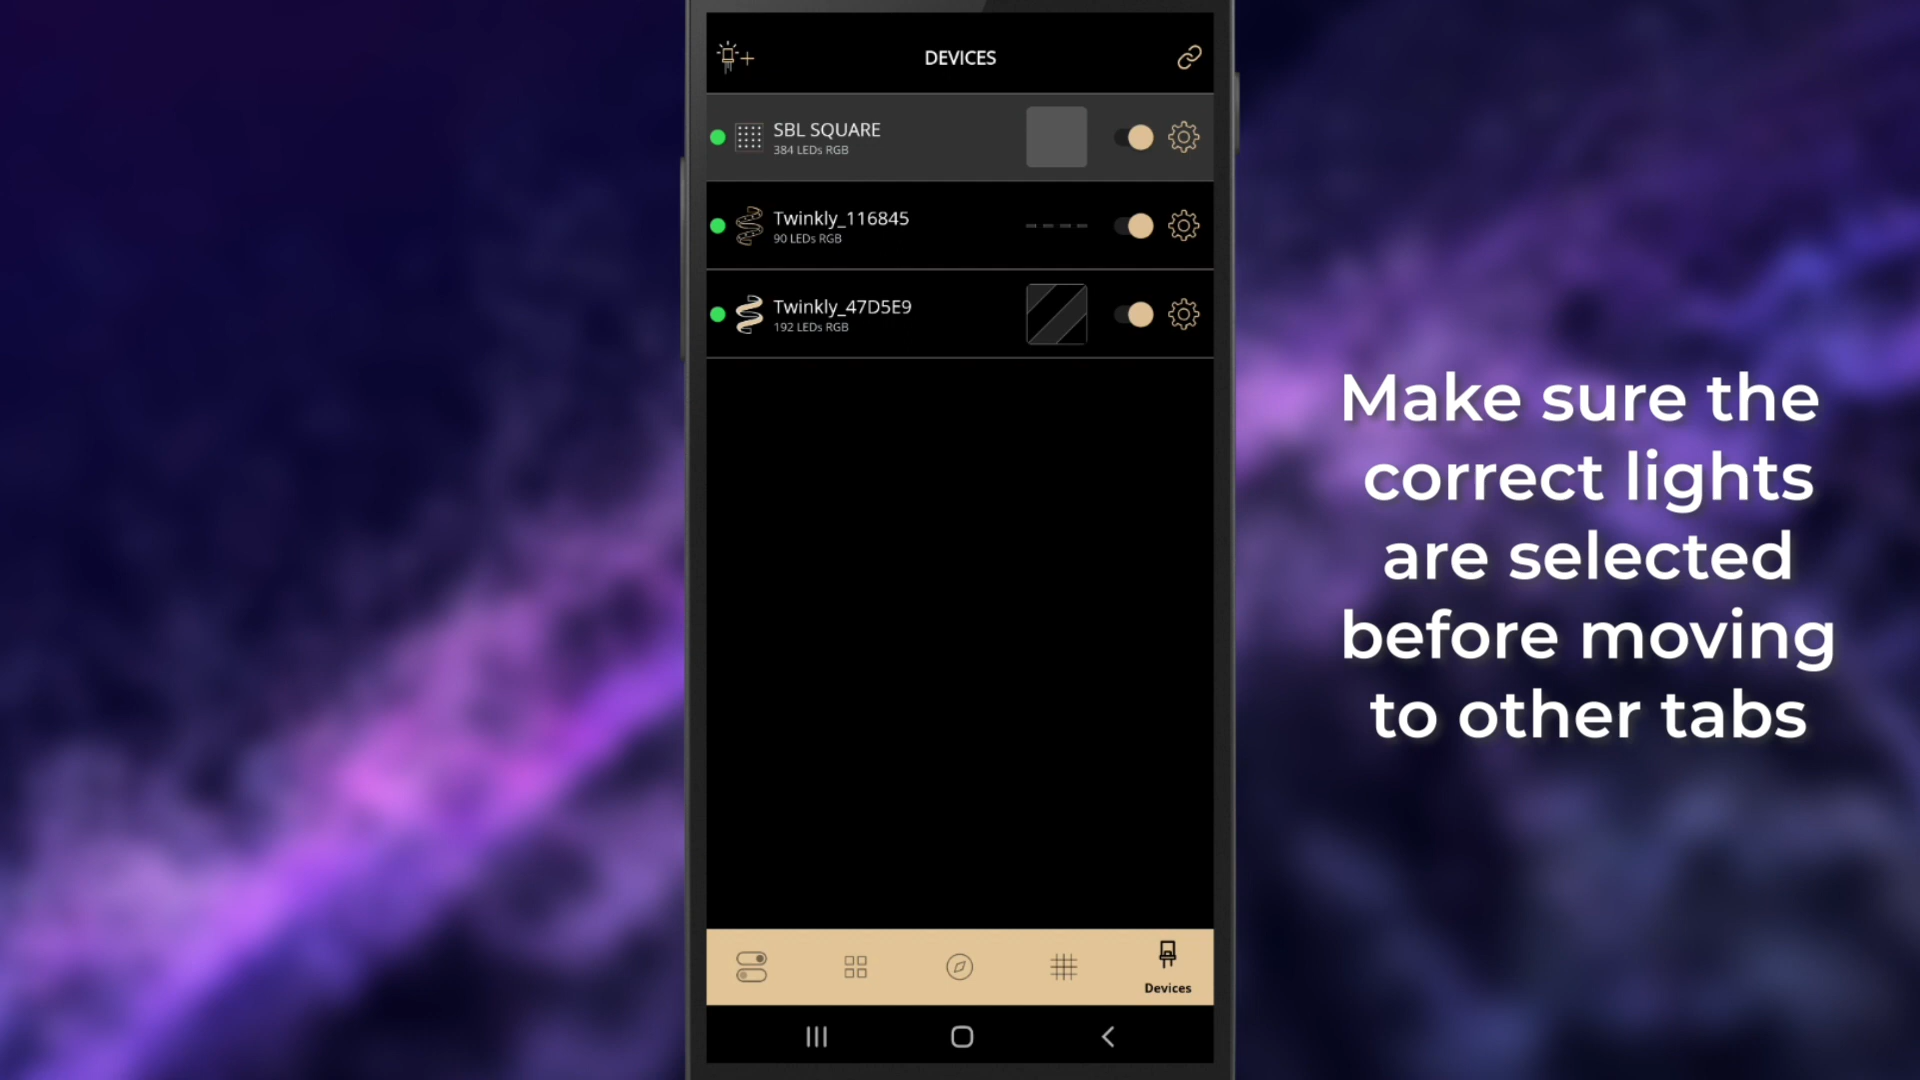 DEVICES
SBL SQUARE
384 LEDs RGB
Twinkly_116845
90 LEDs RGB
Twinkly_47D5E9
192 LEDs RGB
Make sure the
correct lights
are selected
before moving
to other tabs
Devices